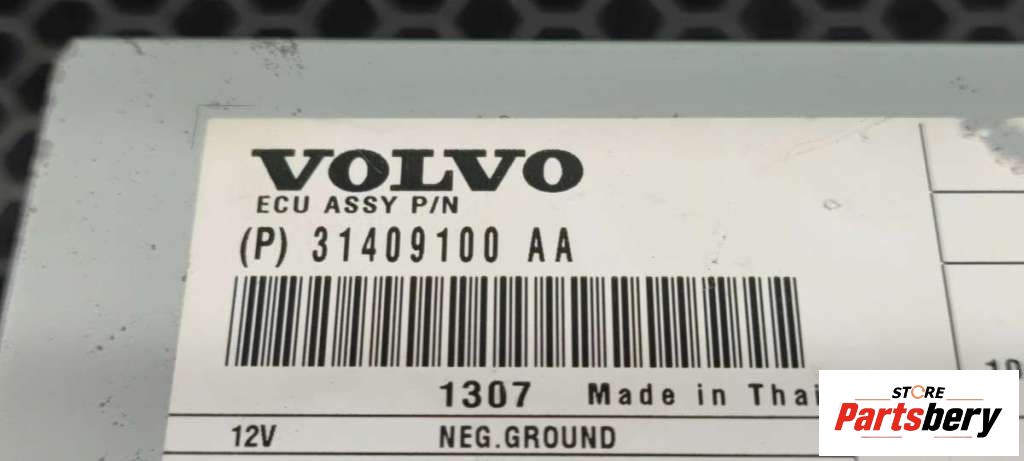 VOLVO
ECU ASSY P/N
(P) 31409100 AA
1307 Made in Thai
12V NEG.GROUND
STORE
Partsbery